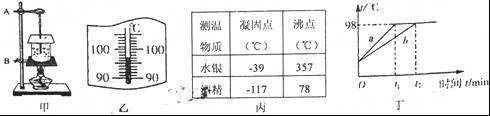 A
B
甲
℃
100
100
90
90
乙
测温物质 凝固点(℃) 沸点(℃)
水银 -39 357
酒精 -117 78
丙
t/℃
98
a
b
O
t₁
t₂
时间 t/min
丁